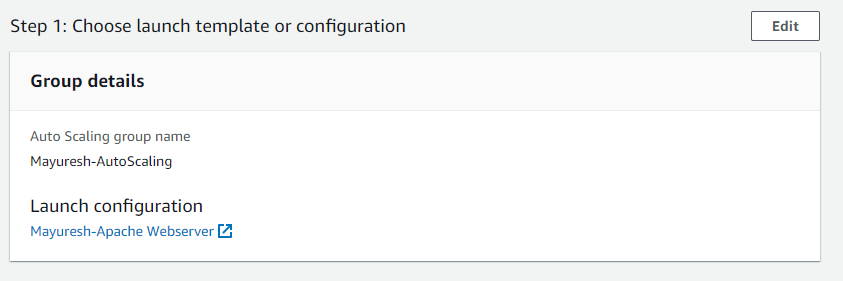 Step 1: Choose launch template or configuration
Edit
Group details
Auto Scaling group name
Mayuresh-AutoScaling
Launch configuration
Mayuresh-Apache Webserver